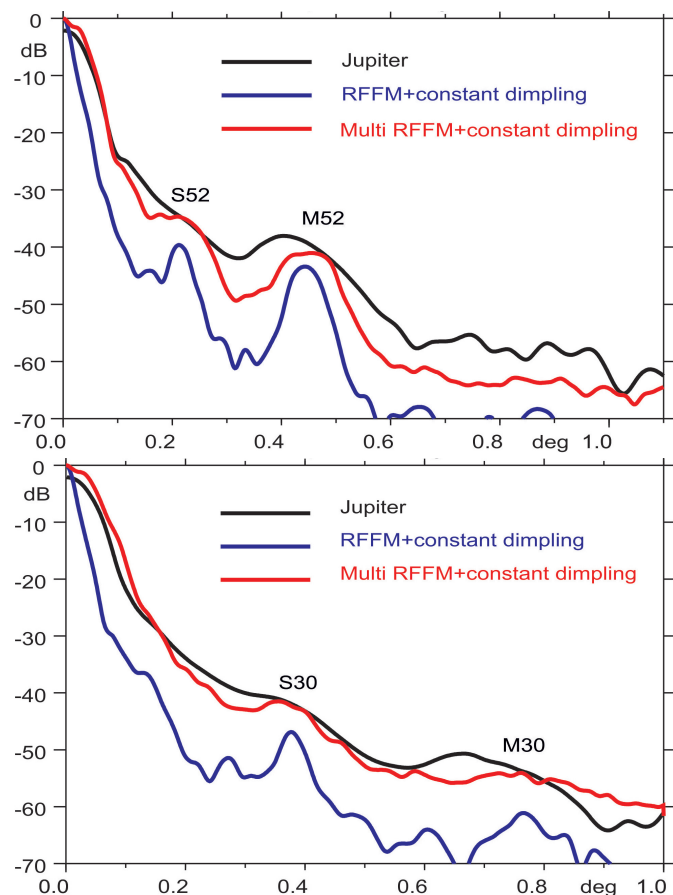 0
dB
-10
-20
-30
-40
-50
-60
-70
Jupiter
RFFM+constant dimpling
Multi RFFM+constant dimpling
S52
M52
0.0 0.2 0.4 0.6 0.8 deg 1.0
0
dB
-10
-20
-30
-40
-50
-60
-70
Jupiter
RFFM+constant dimpling
Multi RFFM+constant dimpling
S30
M30
0.0 0.2 0.4 0.6 0.8 deg 1.0